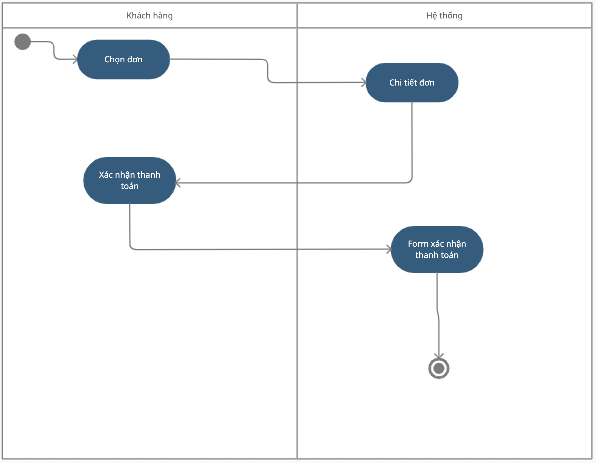 Khách hàng
Hệ thống
Chọn đơn
Chi tiết đơn
Xác nhận thanh
toán
Form xác nhận
thanh toán